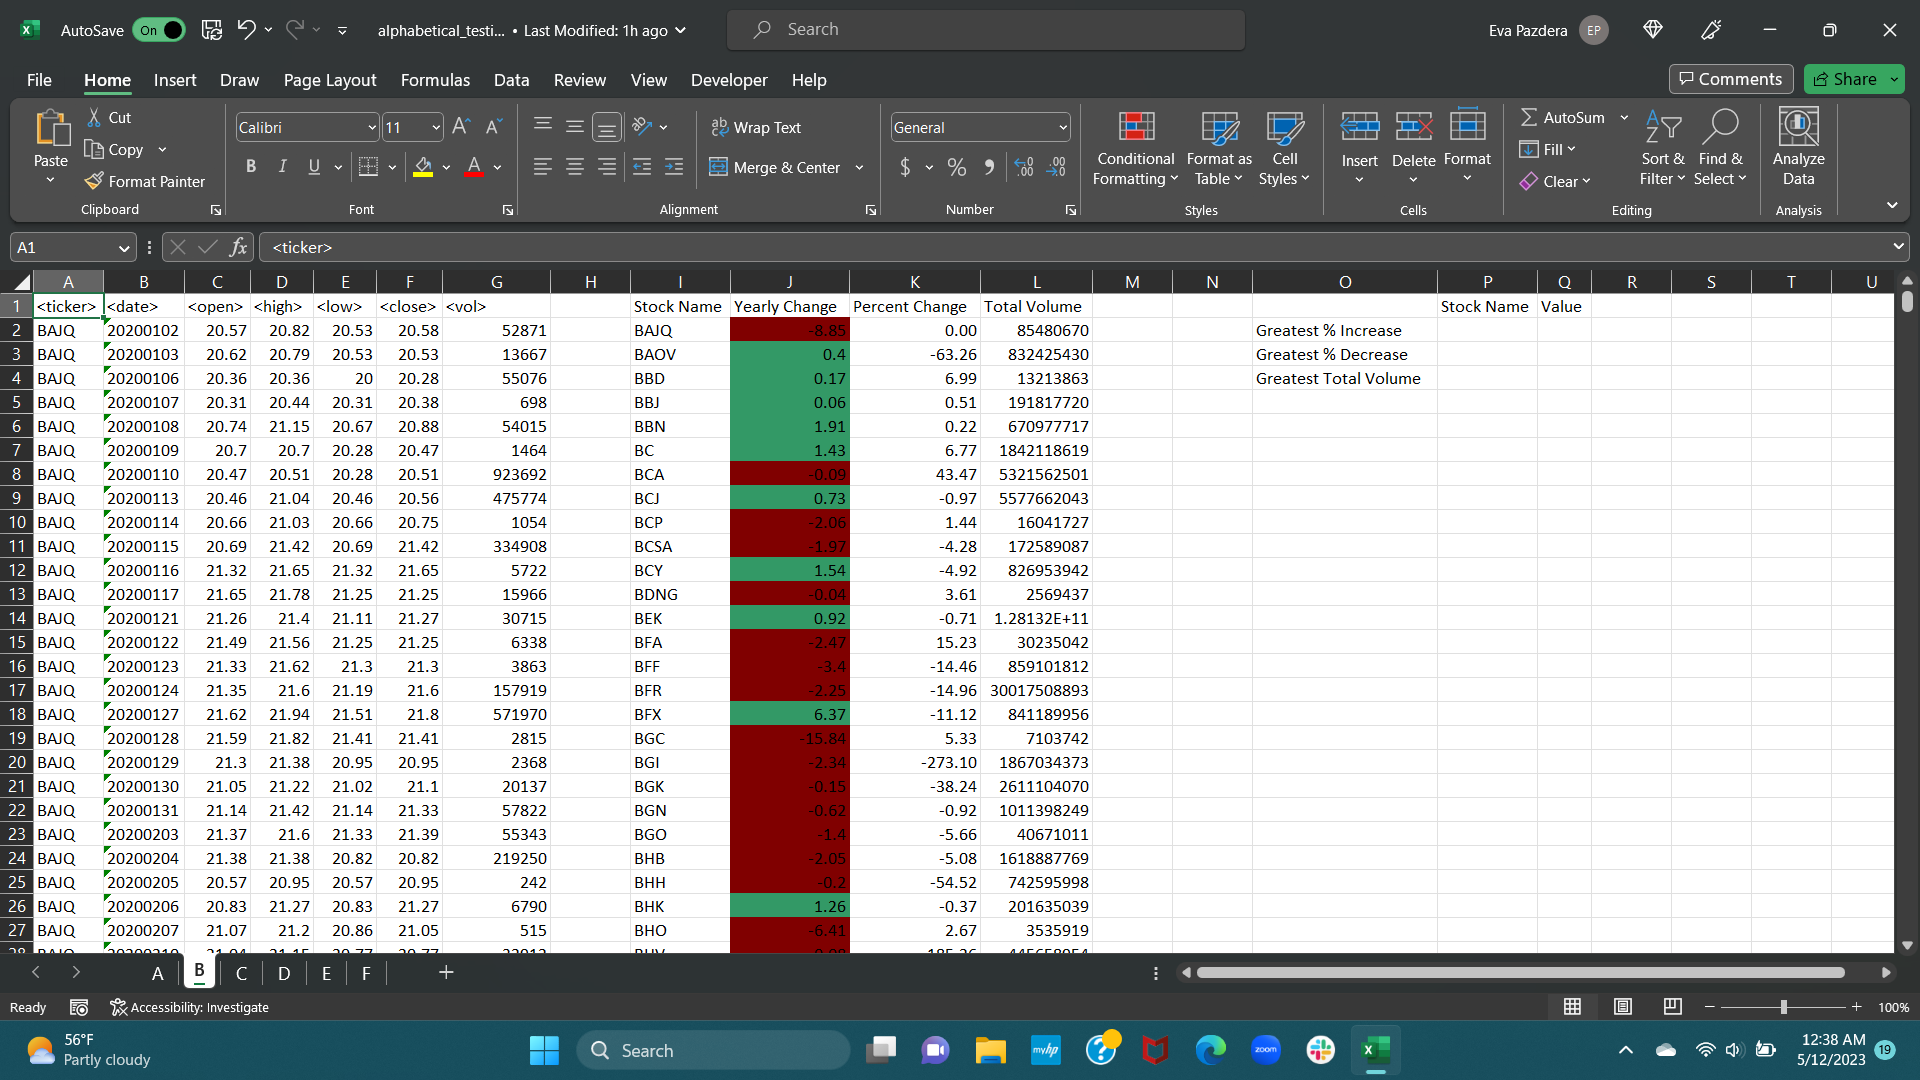 AutoSave On alphabetical_testi... • Last Modified: 1h ago Search Eva Pazdera EP
File Home Insert Draw Page Layout Formulas Data Review View Developer Help Comments Share
Paste Cut Copy Format Painter Clipboard
Calibri 11 B I U A Font
Wrap Text Merge & Center Alignment
General $ % Number
Conditional Formatting Format as Table Cell Styles Styles
Insert Delete Format Cells
AutoSum Fill Clear Sort & Filter Find & Select Editing
Analyze Data Analysis
A1 fx <ticker>
A B C D E F G H I J K L M N O P Q R S T U
1 <ticker> <date> <open> <high> <low> <close> <vol> Stock Name Yearly Change Percent Change Total Volume Stock Name Value
2 BAJQ 20200102 20.57 20.82 20.53 20.58 52871 BAJQ -8.85 0.00 85480670 Greatest % Increase
3 BAJQ 20200103 20.62 20.79 20.53 20.53 13667 BAOV 0.4 -63.26 832425430 Greatest % Decrease
4 BAJQ 20200106 20.36 20.36 20 20.28 55076 BBD 0.17 6.99 13213863 Greatest Total Volume
5 BAJQ 20200107 20.31 20.44 20.31 20.38 698 BBJ 0.06 0.51 191817720
6 BAJQ 20200108 20.74 21.15 20.67 20.88 54015 BBN 1.91 0.22 670977717
7 BAJQ 20200109 20.7 20.7 20.28 20.47 1464 BC 1.43 6.77 1842118619
8 BAJQ 20200110 20.47 20.51 20.28 20.51 923692 BCA -0.09 43.47 5321562501
9 BAJQ 20200113 20.46 21.04 20.46 20.56 475774 BCJ 0.73 -0.97 5577662043
10 BAJQ 20200114 20.66 21.03 20.66 20.75 1054 BCP -2.06 1.44 16041727
11 BAJQ 20200115 20.69 21.42 20.69 21.42 334908 BCSA -1.97 -4.28 172589087
12 BAJQ 20200116 21.32 21.65 21.32 21.65 5722 BCY 1.54 -4.92 826953942
13 BAJQ 20200117 21.65 21.78 21.25 21.25 15966 BDNG -0.04 3.61 2569437
14 BAJQ 20200121 21.26 21.4 21.11 21.27 30715 BEK 0.92 -0.71 1.28132E+11
15 BAJQ 20200122 21.49 21.56 21.25 21.25 6338 BFA -2.47 15.23 30235042
16 BAJQ 20200123 21.33 21.62 21.3 21.3 3863 BFF -3.4 -14.46 859101812
17 BAJQ 20200124 21.35 21.6 21.19 21.6 157919 BFR -2.25 -14.96 30017508893
18 BAJQ 20200127 21.62 21.94 21.51 21.8 571970 BFX 6.37 -11.12 841189956
19 BAJQ 20200128 21.59 21.82 21.41 21.41 2815 BGC -15.84 5.33 7103742
20 BAJQ 20200129 21.3 21.38 20.95 20.95 2368 BGI -2.34 -273.10 1867034373
21 BAJQ 20200130 21.05 21.22 21.02 21.1 20137 BGK -0.15 -38.24 2611104070
22 BAJQ 20200131 21.14 21.42 21.14 21.33 57822 BGN -0.62 -0.92 1011398249
23 BAJQ 20200203 21.37 21.6 21.33 21.39 55343 BGO -1.4 -5.66 40671011
24 BAJQ 20200204 21.38 21.38 20.82 20.82 219250 BHB -2.05 -5.08 1618887769
25 BAJQ 20200205 20.57 20.95 20.57 20.95 242 BHH -0.2 -54.52 742595998
26 BAJQ 20200206 20.83 21.27 20.83 21.27 6790 BHK 1.26 -0.37 201635039
27 BAJQ 20200207 21.07 21.2 20.86 21.05 515 BHO -6.41 2.67 3535919
A B C D E F
Ready Accessibility: Investigate 100%
56°F Partly cloudy Search myhp zoom 12:38 AM 5/12/2023 19